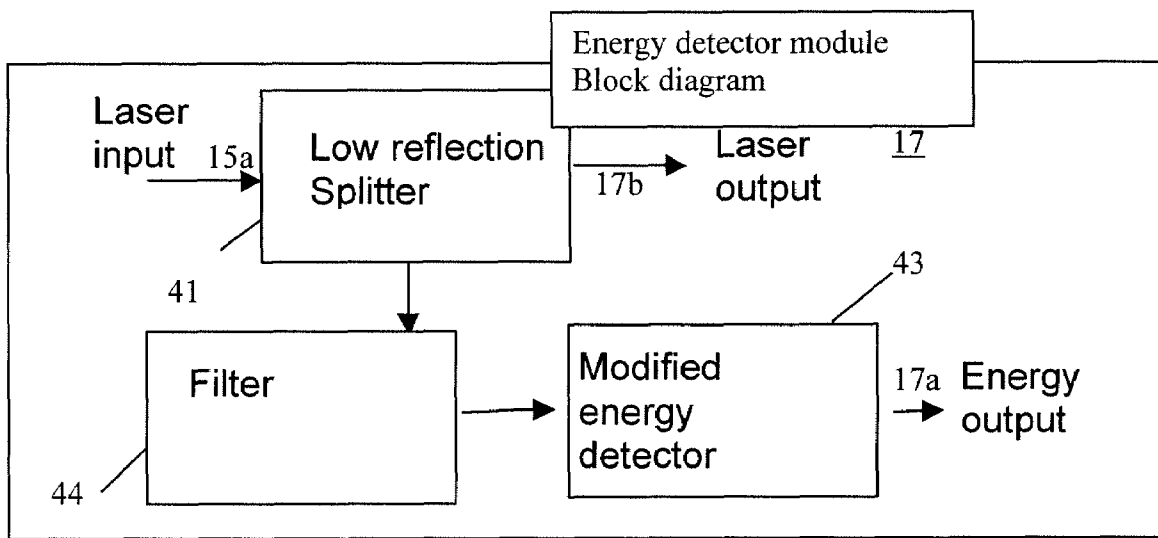 Energy detector module
Block diagram
Laser
input
15a
Low reflection
Splitter
17b
Laser
output
17
41
43
Filter
Modified
energy
detector
17a
Energy
output
44